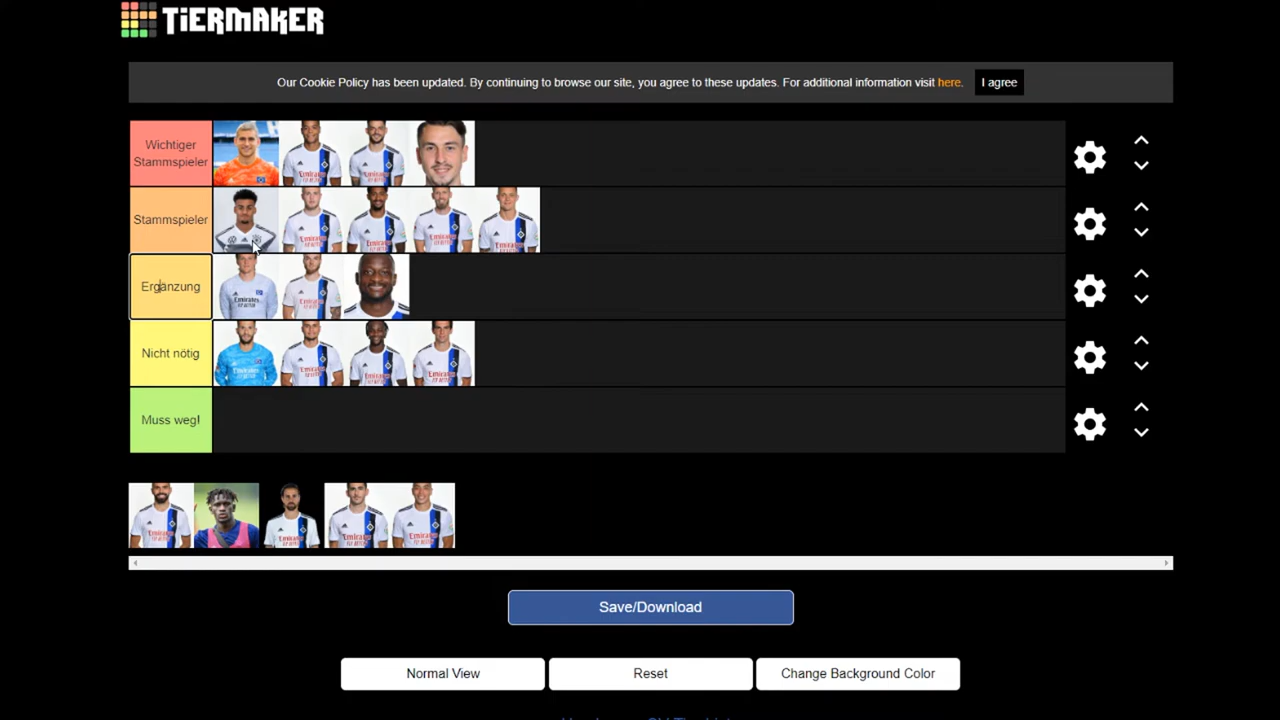 TiERMAKER
Our Cookie Policy has been updated. By continuing to browse our site, you agree to these updates. For additional information visit here. I agree
Wichtiger
Stammspieler
Stammspieler
Ergänzung
Nicht nötig
Muss weg!
Save/Download
Normal View Reset Change Background Color